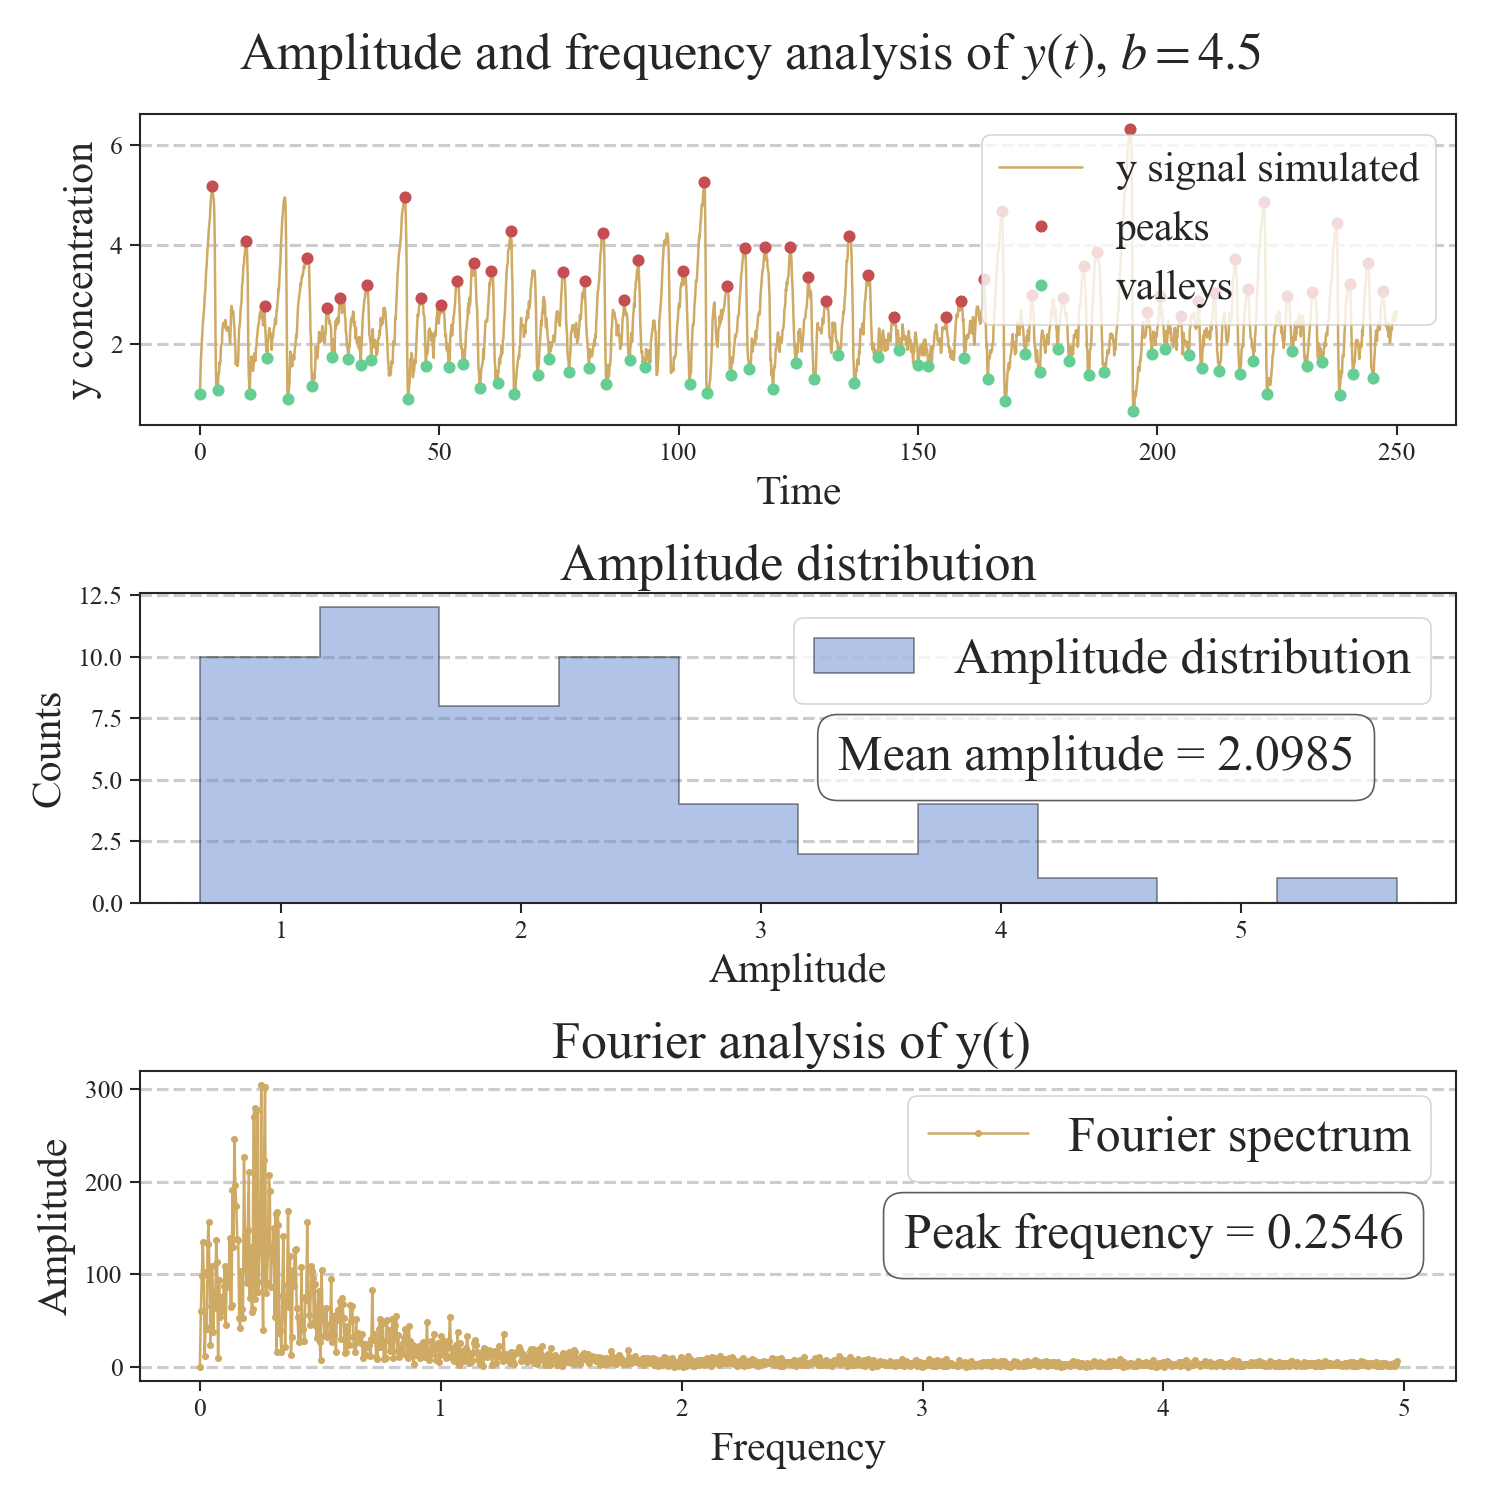 Amplitude and frequency analysis of y(t), b = 4.5
6
4
2
y concentration
y signal simulated
peaks
valleys
0 50 100 150 200 250
Time
Amplitude distribution
12.5
10.0
7.5
5.0
2.5
0.0
Counts
Amplitude distribution
Mean amplitude = 2.0985
1 2 3 4 5
Amplitude
Fourier analysis of y(t)
300
200
100
0
Amplitude
Fourier spectrum
Peak frequency = 0.2546
0 1 2 3 4 5
Frequency